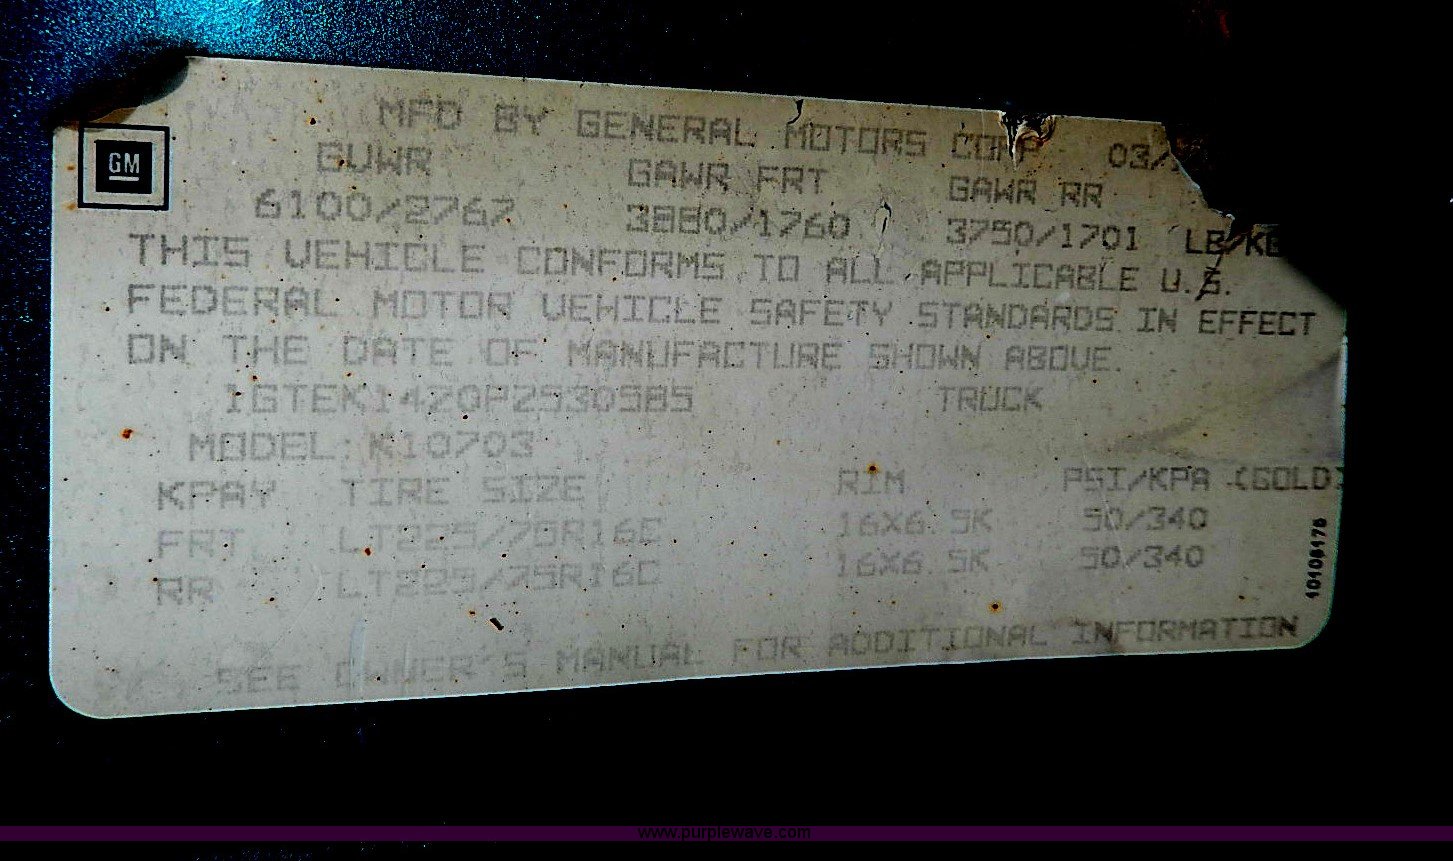 MFD BY GENERAL MOTORS CORP 03/
GM
GVWR GAWR FRT GAWR RR
6100/2767 3880/1760 3750/1701 LB/KG
THIS VEHICLE CONFORMS TO ALL APPLICABLE U.S.
FEDERAL MOTOR VEHICLE SAFETY STANDARDS IN EFFECT
ON THE DATE OF MANUFACTURE SHOWN ABOVE.
1GTEK14Z0PZ530585 TRUCK
MODEL: K10703
KPAY TIRE SIZE RIM PSI/KPA (COLD)
FRT LT225/75R16C 16X6.5K 50/340
RR LT225/75R16C 16X6.5K 50/340
10108178
SEE OWNER'S MANUAL FOR ADDITIONAL INFORMATION
www.purplewave.com